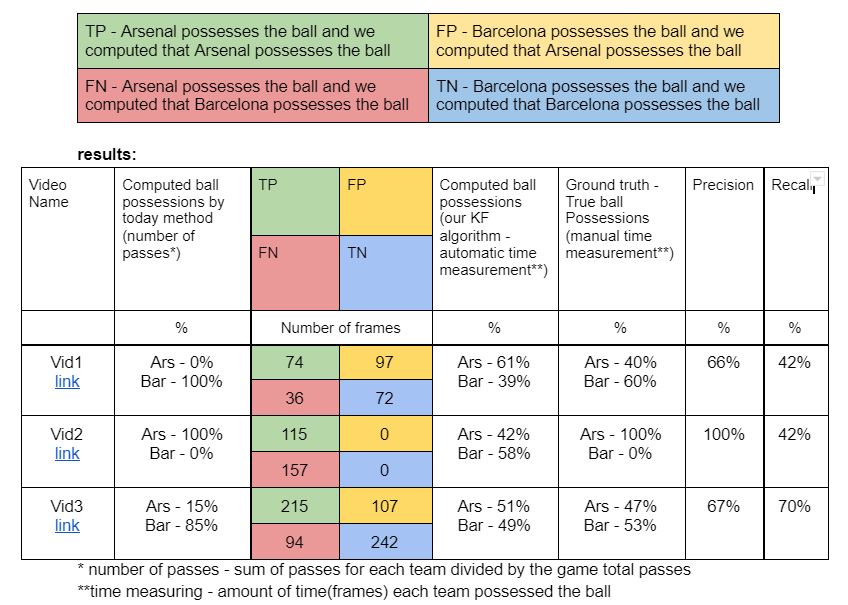 TP - Arsenal possesses the ball and we
computed that Arsenal possesses the ball
FP - Barcelona possesses the ball and we
computed that Arsenal possesses the ball
FN - Arsenal possesses the ball and we
computed that Barcelona possesses the ball
TN - Barcelona possesses the ball and we
computed that Barcelona possesses the ball
results:
Video
Name
Computed ball
possessions by
today method
(number of
passes*)
TP
FP
FN
TN
Computed ball
possessions
(our KF
algorithm -
automatic time
measurement**)
Ground truth -
True ball
Possessions
(manual time
measurement**)
Precision
Recall
%
Number of frames
%
%
%
%
Vid1
link
Ars - 0%
Bar - 100%
74
97
36
72
Ars - 61%
Bar - 39%
Ars - 40%
Bar - 60%
66%
42%
Vid2
link
Ars - 100%
Bar - 0%
115
0
157
0
Ars - 42%
Bar - 58%
Ars - 100%
Bar - 0%
100%
42%
Vid3
link
Ars - 15%
Bar - 85%
215
107
94
242
Ars - 51%
Bar - 49%
Ars - 47%
Bar - 53%
67%
70%
* number of passes - sum of passes for each team divided by the game total passes
**time measuring - amount of time(frames) each team possessed the ball